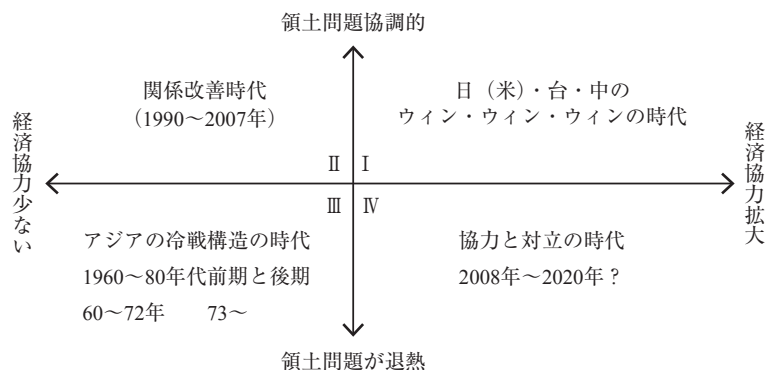 領土問題協調的
関係改善時代
（1990～2007年）
日（米）・台・中の
ウィン・ウィン・ウィンの時代
経済協力少ない
経済協力拡大
Ⅱ Ⅰ
Ⅲ Ⅳ
アジアの冷戦構造の時代
1960～80年代前期と後期
60～72年　　73～
協力と対立の時代
2008年～2020年？
領土問題が退熱